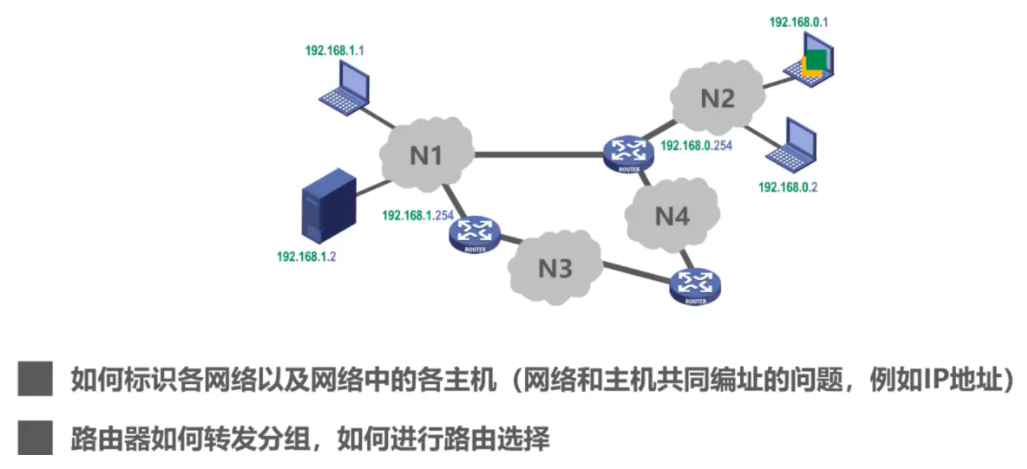 192.168.0.1
192.168.1.1
N2
N1
192.168.0.254
ROUTER
192.168.0.2
192.168.1.254
N4
ROUTER
192.168.1.2
N3
ROUTER
如何标识各网络以及网络中的各主机（网络和主机共同编址的问题，例如IP地址）
路由器如何转发分组，如何进行路由选择